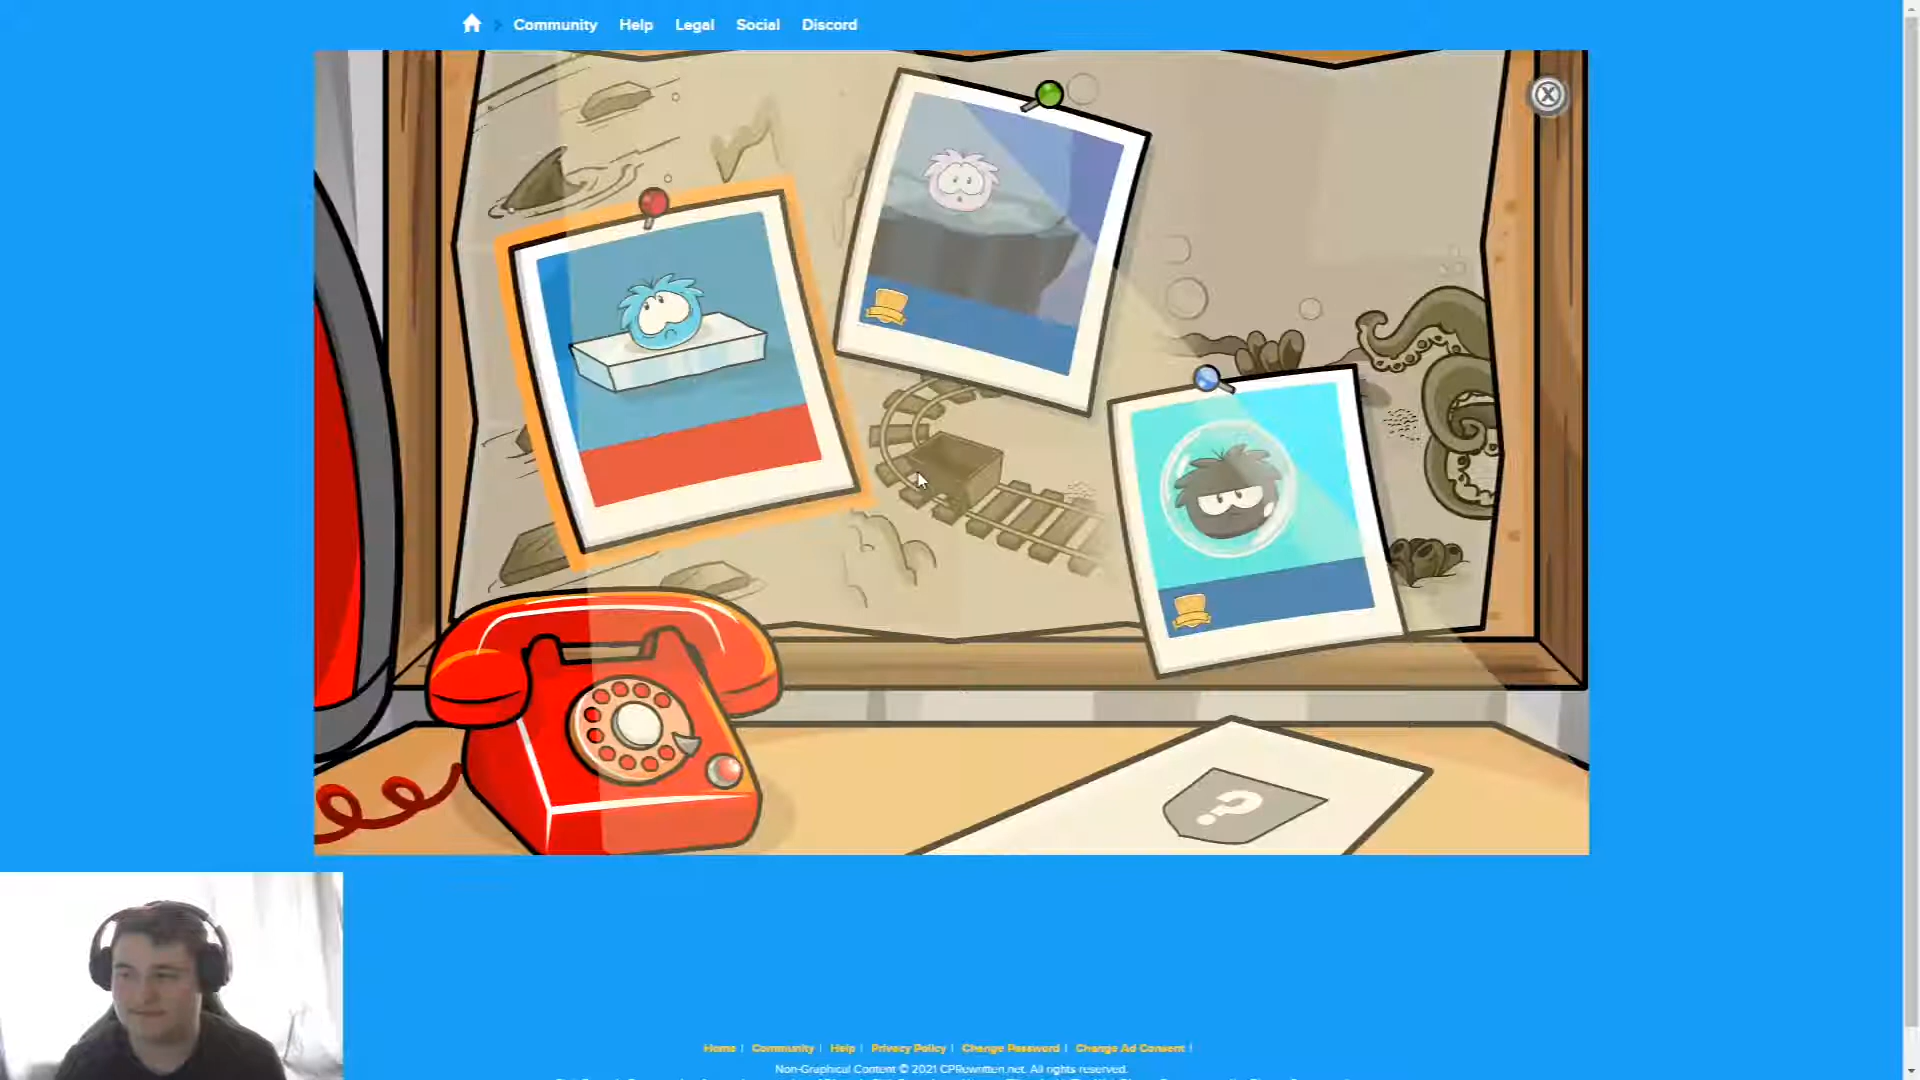 Community Help Legal Social Discord
?
Home | Community | Help | Privacy Policy | Change Password | Change Ad Consent |
Non-Graphical Content © 2021 CPRewritten.net. All rights reserved.